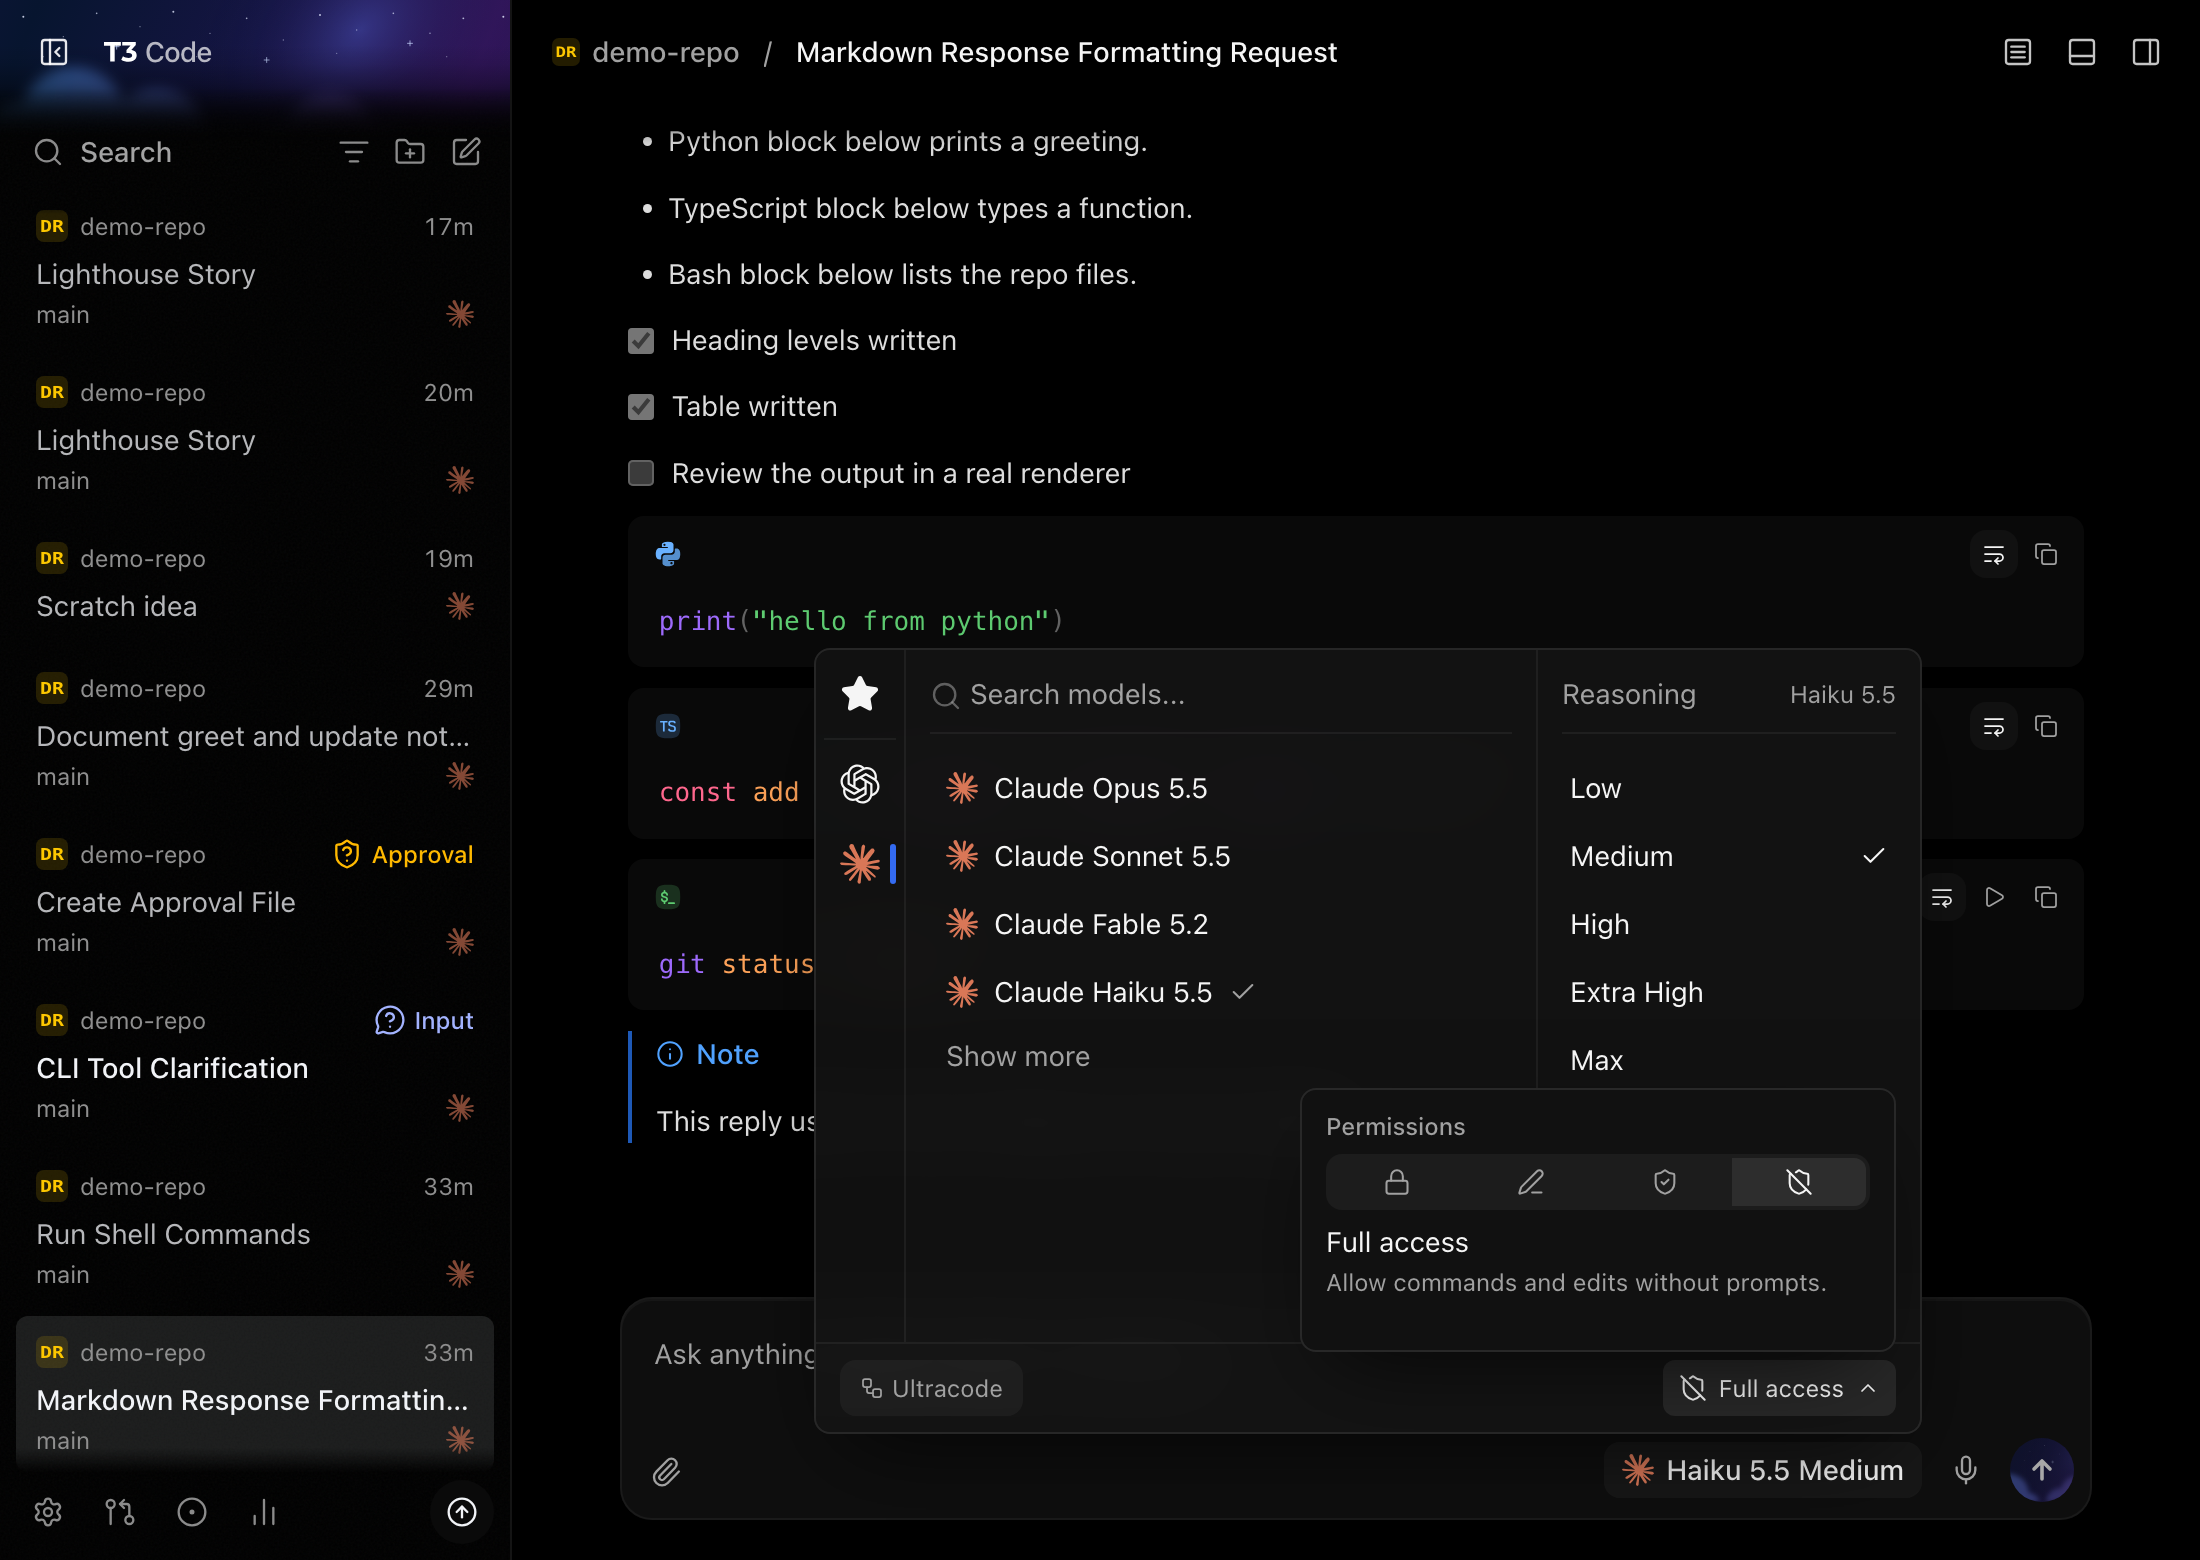 T3 Code
Search
DR demo-repo 17m
Lighthouse Story
main
DR demo-repo 20m
Lighthouse Story
main
DR demo-repo 19m
Scratch idea
DR demo-repo 29m
Document greet and update not...
main
DR demo-repo Approval
Create Approval File
main
DR demo-repo Input
CLI Tool Clarification
main
DR demo-repo 33m
Run Shell Commands
main
DR demo-repo 33m
Markdown Response Formattin...
main
DR demo-repo / Markdown Response Formatting Request
• Python block below prints a greeting.
• TypeScript block below types a function.
• Bash block below lists the repo files.
Heading levels written
Table written
Review the output in a real renderer
print("hello from python")
TS
const add
$_
git status
Note
This reply us
Search models...
Claude Opus 5.5
Claude Sonnet 5.5
Claude Fable 5.2
Claude Haiku 5.5
Show more
Reasoning Haiku 5.5
Low
Medium
High
Extra High
Max
Permissions
Full access
Allow commands and edits without prompts.
Ultracode
Full access
Ask anything
Haiku 5.5 Medium